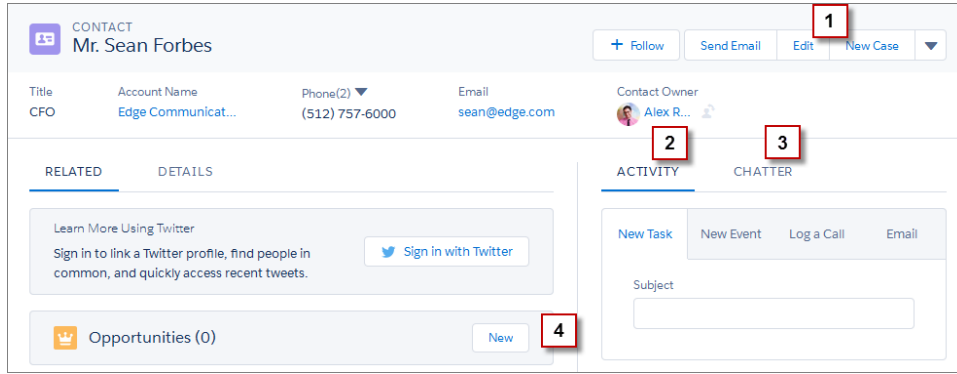 CONTACT
Mr. Sean Forbes
1
+ Follow
Send Email
Edit
New Case
Title
Account Name
Phone(2)
Email
Contact Owner
CFO
Edge Communicat...
(512) 757-6000
sean@edge.com
Alex R...
2
3
RELATED
DETAILS
ACTIVITY
CHATTER
Learn More Using Twitter
Sign in to link a Twitter profile, find people in
common, and quickly access recent tweets.
Sign in with Twitter
New Task
New Event
Log a Call
Email
Subject
Opportunities (0)
New
4